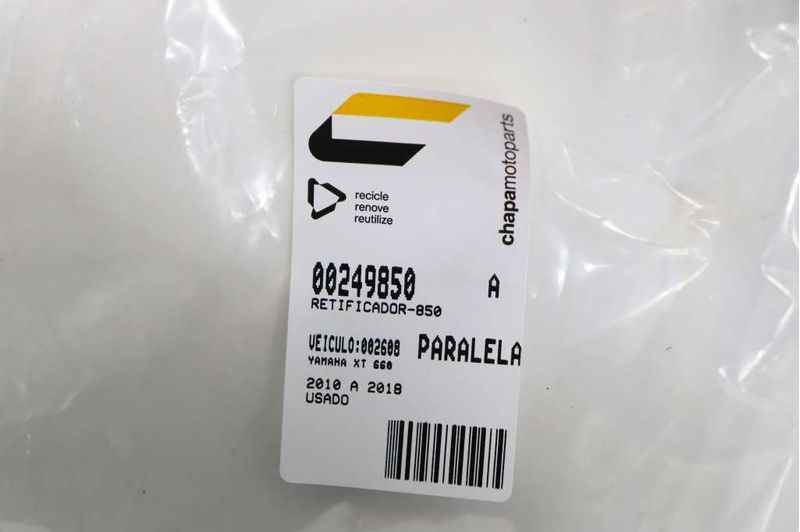 chapamotoparts
recicle
renove
reutilize
00249850 A
RETIFICADOR-850
VEICULO:002608 PARALELA
YAMAHA XT 660
2010 A 2018
USADO